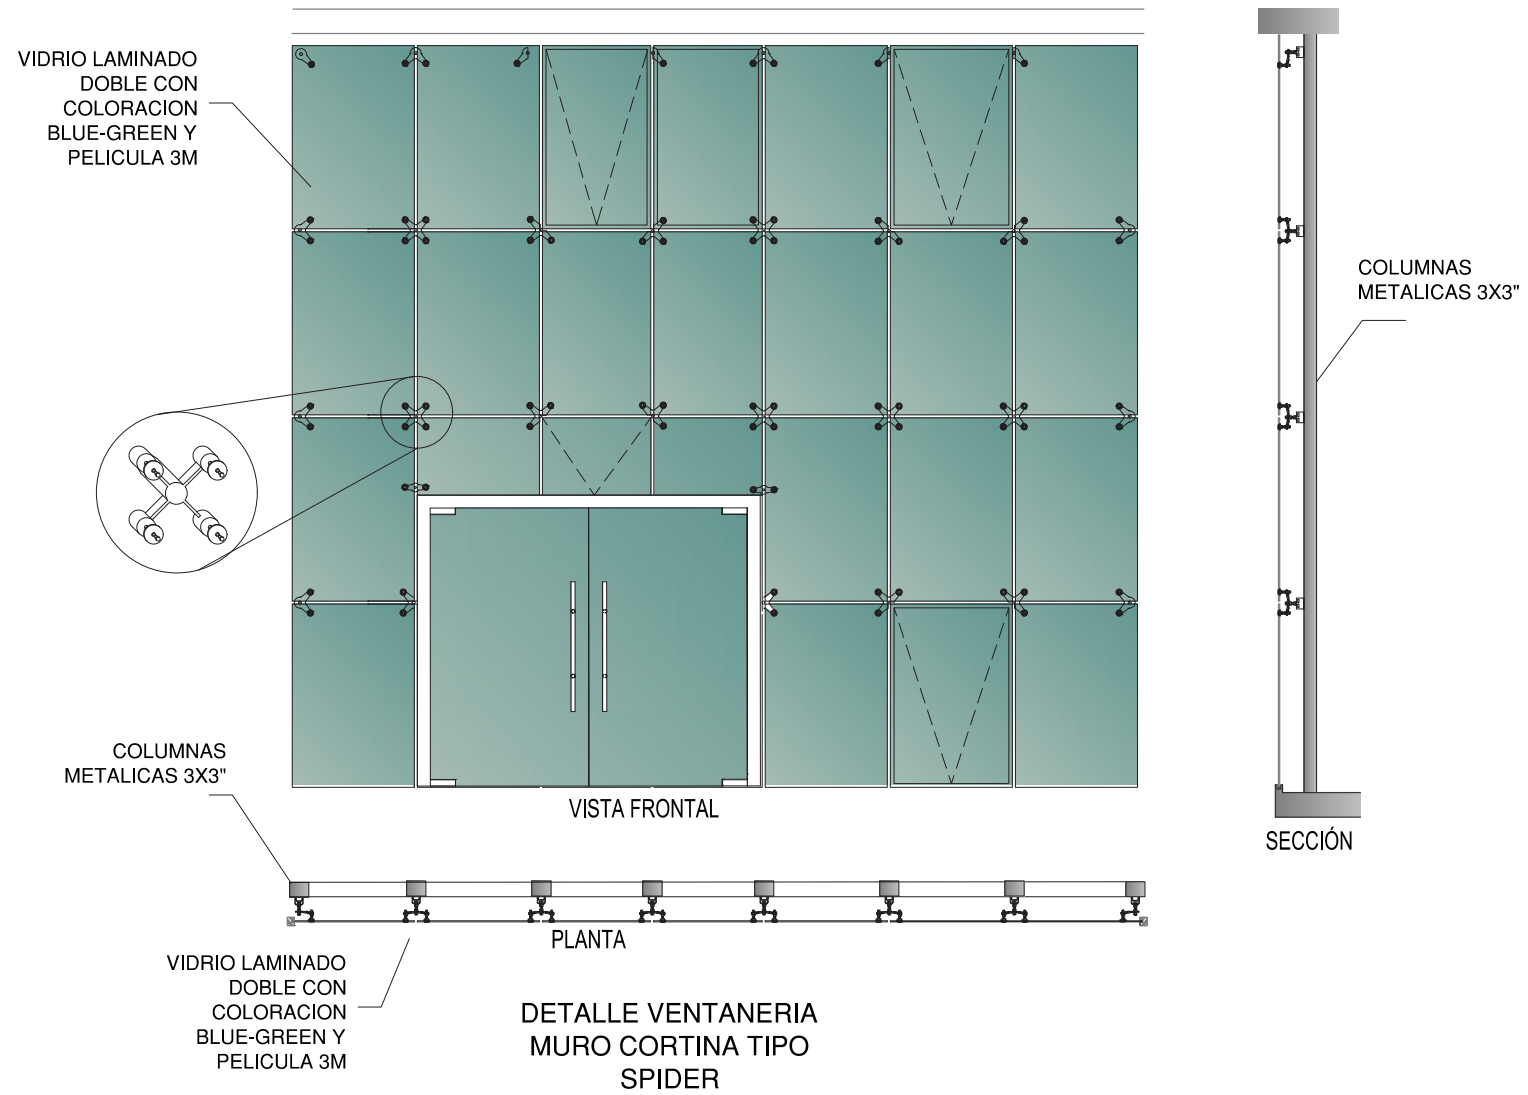 VIDRIO LAMINADO
DOBLE CON
COLORACION
BLUE-GREEN Y
PELICULA 3M
COLUMNAS
METALICAS 3X3"
COLUMNAS
METALICAS 3X3"
VISTA FRONTAL
SECCIÓN
PLANTA
VIDRIO LAMINADO
DOBLE CON
COLORACION
BLUE-GREEN Y
PELICULA 3M
DETALLE VENTANERIA
MURO CORTINA TIPO
SPIDER